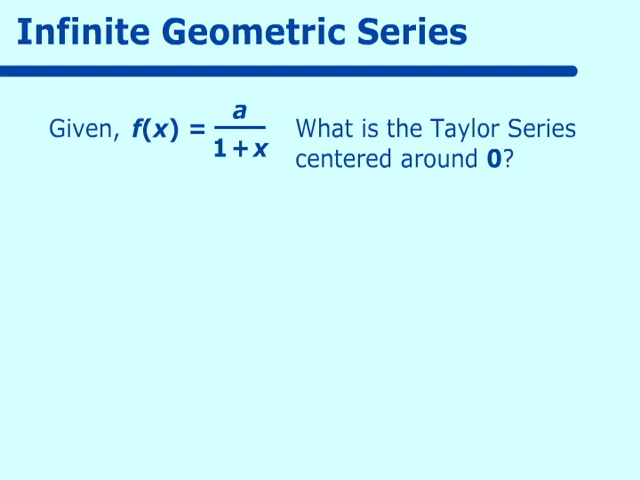 Infinite Geometric Series
Given, f(x) = a / 1 + x What is the Taylor Series
centered around 0?